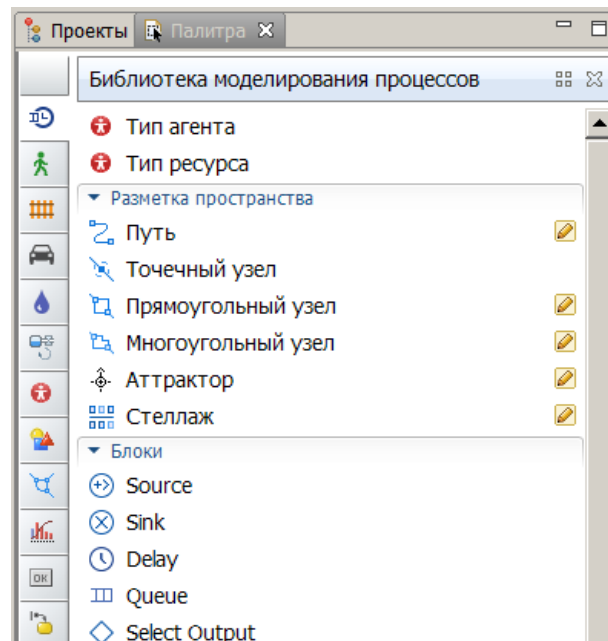 Проекты Палитра
Библиотека моделирования процессов
Тип агента
Тип ресурса
Разметка пространства
Путь
Точечный узел
Прямоугольный узел
Многоугольный узел
Аттрактор
Стеллаж
Блоки
Source
Sink
Delay
OK
Queue
Select Output